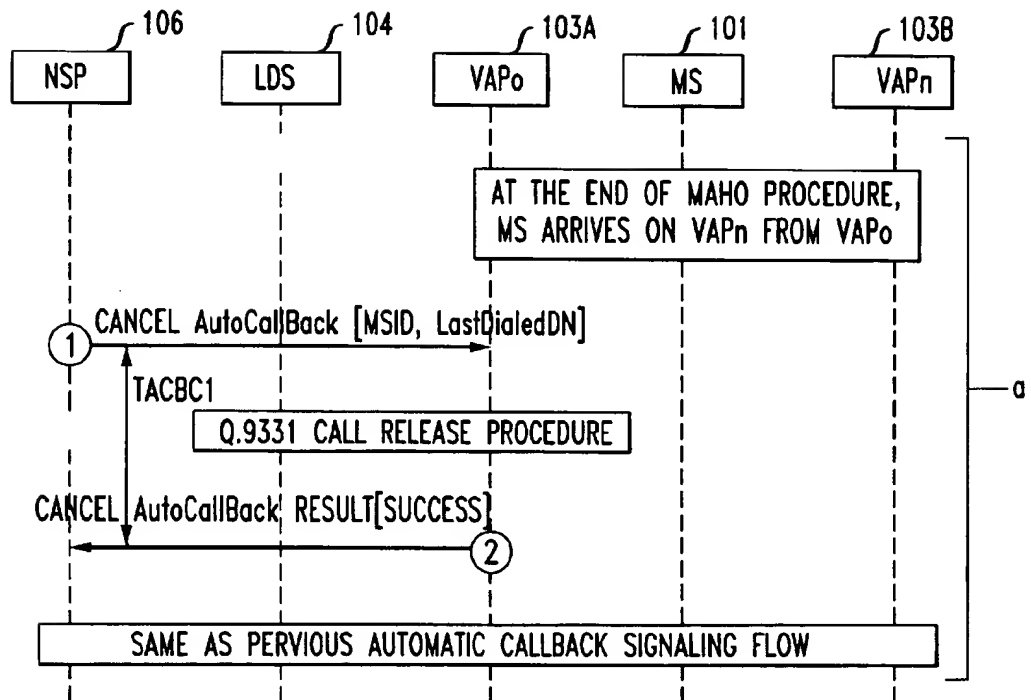 106 104 103A 101 103B
NSP LDS VAPo MS VAPn
AT THE END OF MAHO PROCEDURE,
MS ARRIVES ON VAPn FROM VAPo
CANCEL AutoCallBack [MSID, LastDialedDN]
1
TACBC1
a
Q.9331 CALL RELEASE PROCEDURE
CANCEL AutoCallBack RESULT[SUCCESS]
2
SAME AS PERVIOUS AUTOMATIC CALLBACK SIGNALING FLOW